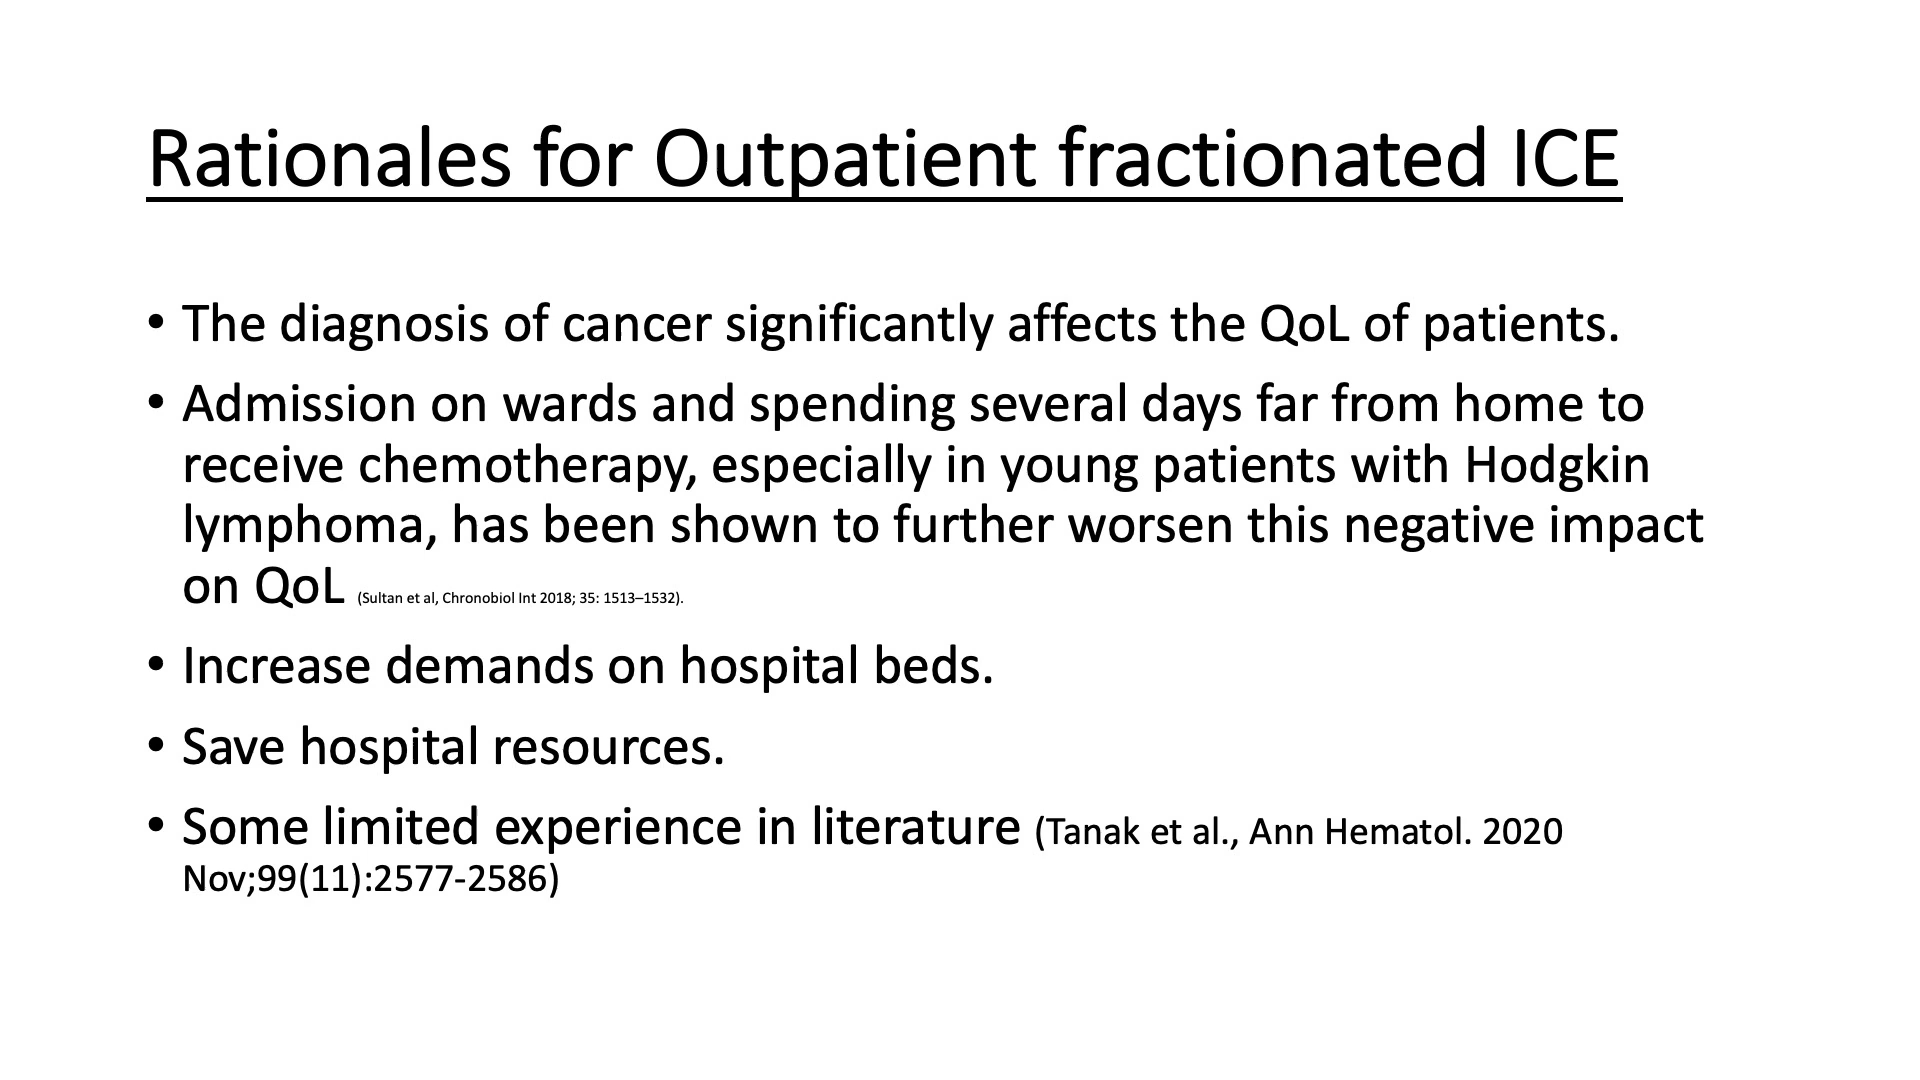 Rationales for Outpatient fractionated ICE
• The diagnosis of cancer significantly affects the QoL of patients.
• Admission on wards and spending several days far from home to
receive chemotherapy, especially in young patients with Hodgkin
lymphoma, has been shown to further worsen this negative impact
on QoL (Sultan et al, Chronobiol Int 2018; 35: 1513–1532).
• Increase demands on hospital beds.
• Save hospital resources.
• Some limited experience in literature (Tanak et al., Ann Hematol. 2020
Nov;99(11):2577-2586)